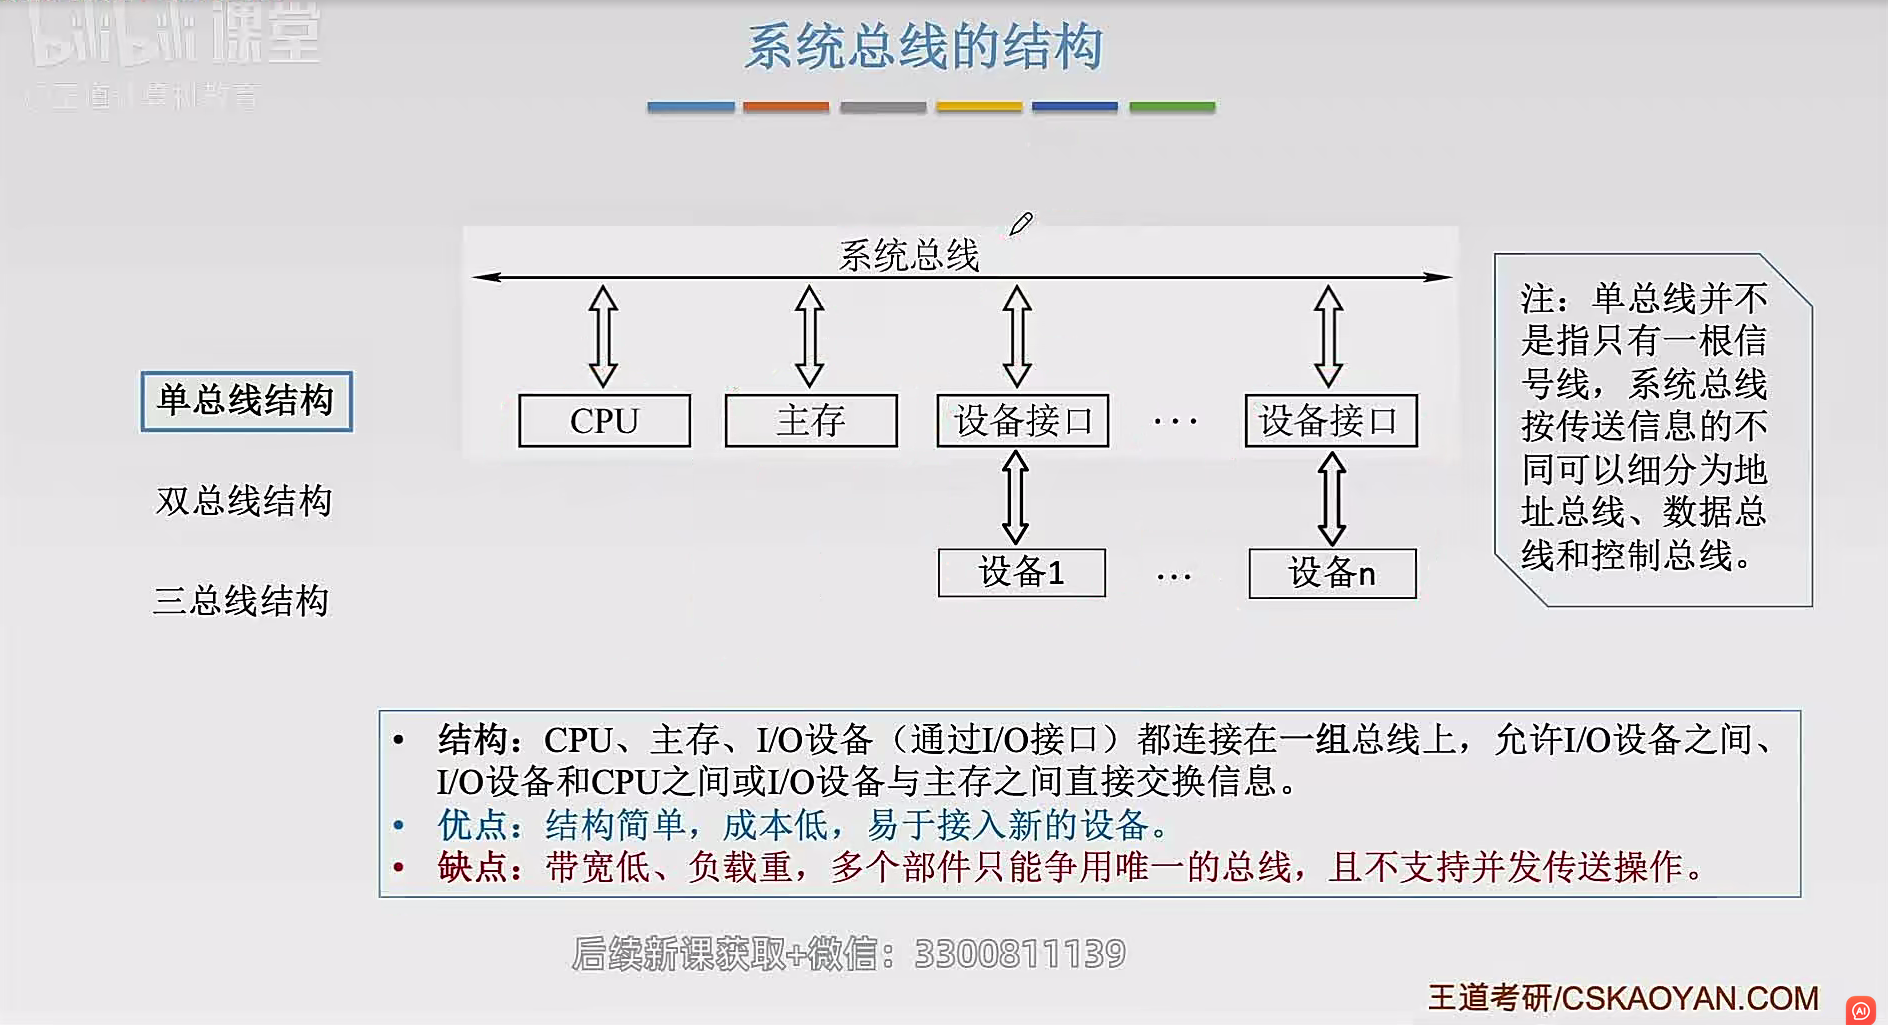 bilibili课堂
@王道计算机教育
系统总线的结构
系统总线
CPU
主存
设备接口
···
设备接口
设备1
···
设备n
单总线结构
双总线结构
三总线结构
注：单总线并不
是指只有一根信
号线，系统总线
按传送信息的不
同可以细分为地
址总线、数据总
线和控制总线。
• 结构：CPU、主存、I/O设备（通过I/O接口）都连接在一组总线上，允许I/O设备之间、
I/O设备和CPU之间或I/O设备与主存之间直接交换信息。
• 优点：结构简单，成本低，易于接入新的设备。
• 缺点：带宽低、负载重，多个部件只能争用唯一的总线，且不支持并发传送操作。
后续新课获取+微信：3300811139
王道考研/CSKAOYAN.COM
AI